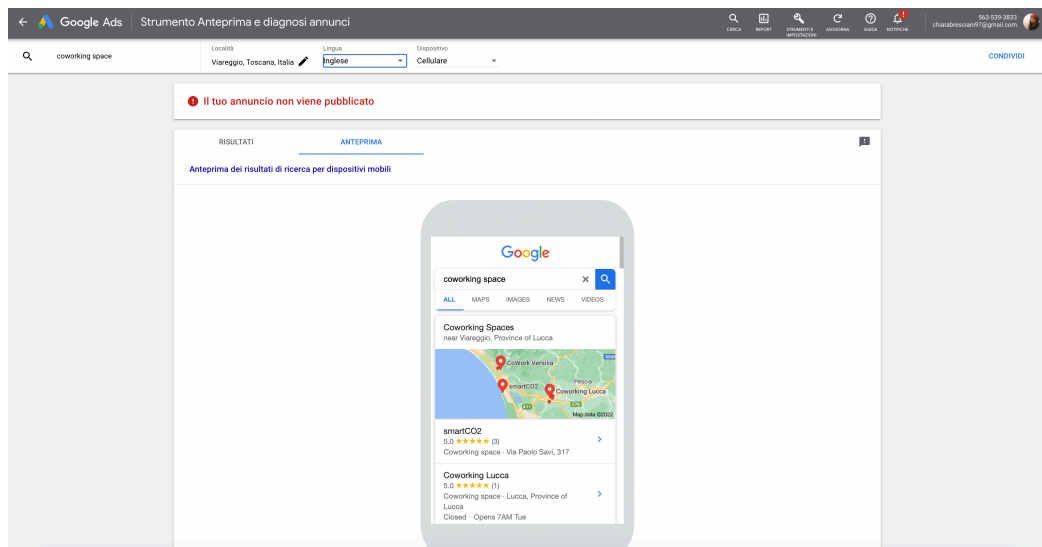 Google Ads | Strumento Anteprima e diagnosi annunci
CERCA
REPORT
STRUMENTI E IMPOSTAZIONI
AGGIORNA
GUIDA
NOTIFICHE
563-539-3833
chiarabresciani97@gmail.com
coworking space
Località
Viareggio, Toscana, Italia
Lingua
Inglese
Dispositivo
Cellulare
CONDIVIDI
Il tuo annuncio non viene pubblicato
RISULTATI
ANTEPRIMA
Anteprima dei risultati di ricerca per dispositivi mobili
Google
coworking space
ALL MAPS IMAGES NEWS VIDEOS
Coworking Spaces
near Viareggio, Province of Lucca
CoWork Versilia
smartCO2
Pescia
Coworking Lucca
A11
Map data ©2022
smartCO2
5.0 ★★★★★ (3)
Coworking space · Via Paolo Savi, 317
Coworking Lucca
5.0 ★★★★★ (1)
Coworking space · Lucca, Province of
Lucca
Closed · Opens 7AM Tue